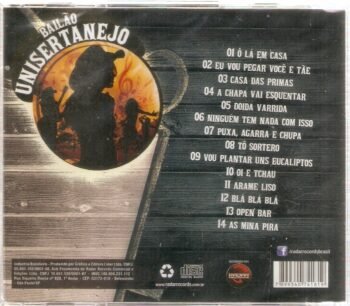 BAILÃO
UNISERTANEJO
01 Ô LÁ EM CASA
02 EU VOU PEGAR VOCÊ E TÃE
03 CASA DAS PRIMAS
04 A CHAPA VAI ESQUENTAR
05 DOIDA VARRIDA
06 NINGUÉM TEM NADA COM ISSO
07 PUXA, AGARRA E CHUPA
08 TÔ SORTERO
09 VOU PLANTAR UNS EUCALIPTOS
10 OI E TCHAU
11 ARAME LISO
12 BLÁ BLÁ BLÁ
13 OPEN BAR
14 AS MINA PIRA
/radarrecordsbrasil
RADAR